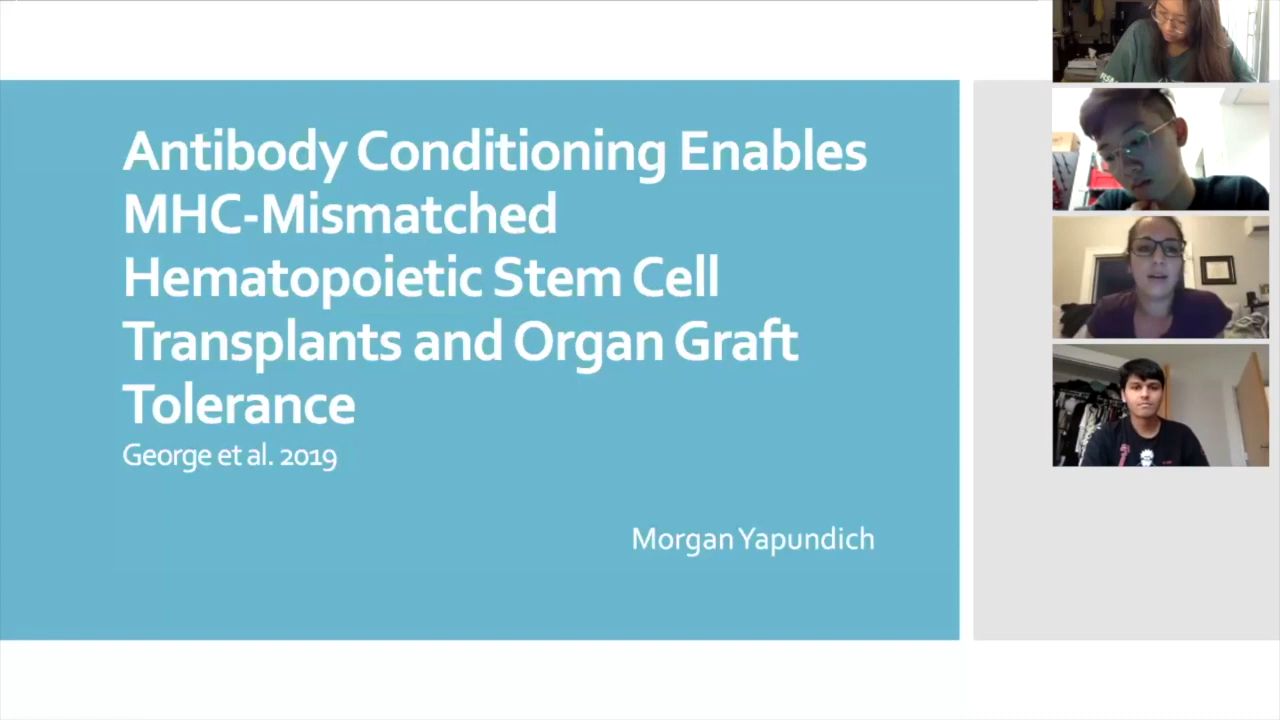 Antibody Conditioning Enables
MHC-Mismatched
Hematopoietic Stem Cell
Transplants and Organ Graft
Tolerance
George et al. 2019
Morgan Yapundich